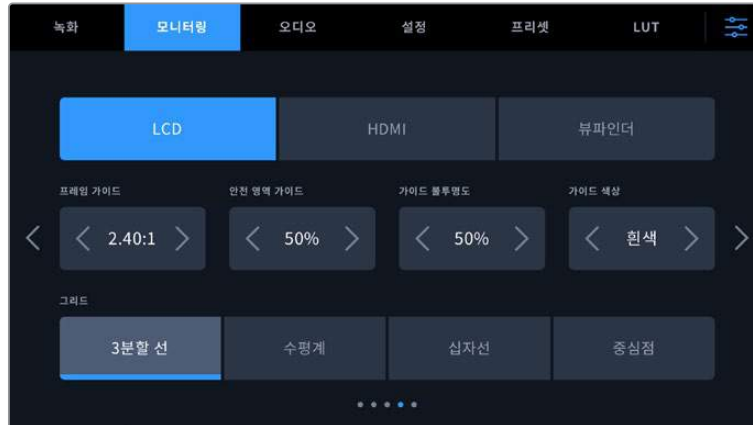 녹화 모니터링 오디오 설정 프리셋 LUT
LCD HDMI 뷰파인더
프레임 가이드 안전 영역 가이드 가이드 불투명도 가이드 색상
2.40:1 50% 50% 흰색
그리드
3분할 선 수평계 십자선 중심점